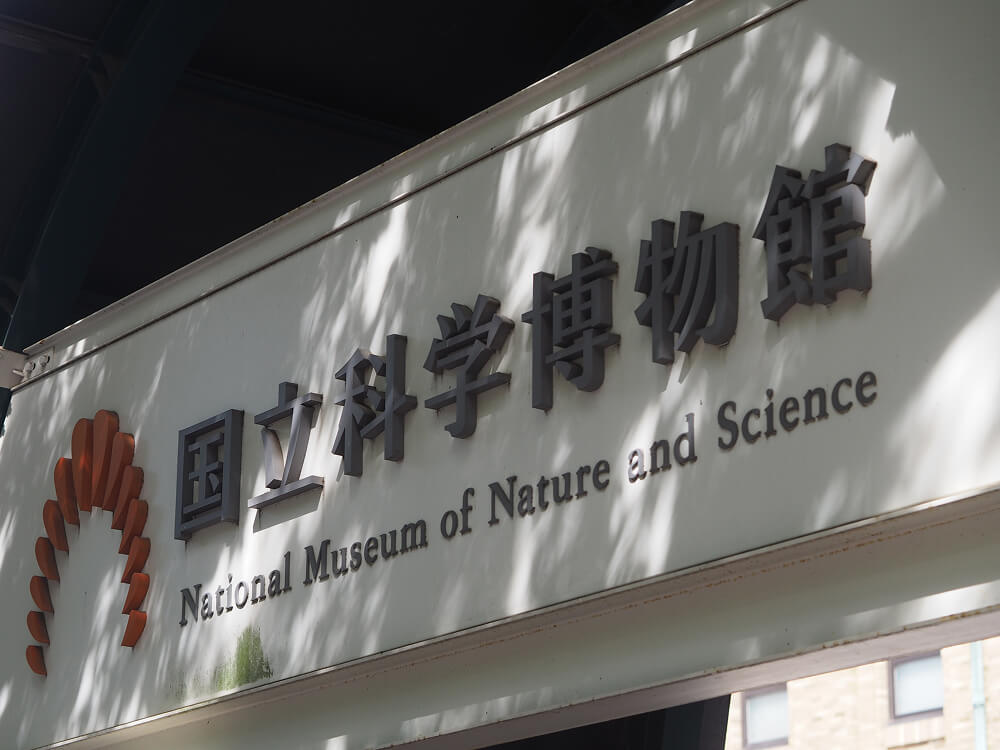 国立科学博物館
National Museum of Nature and Science